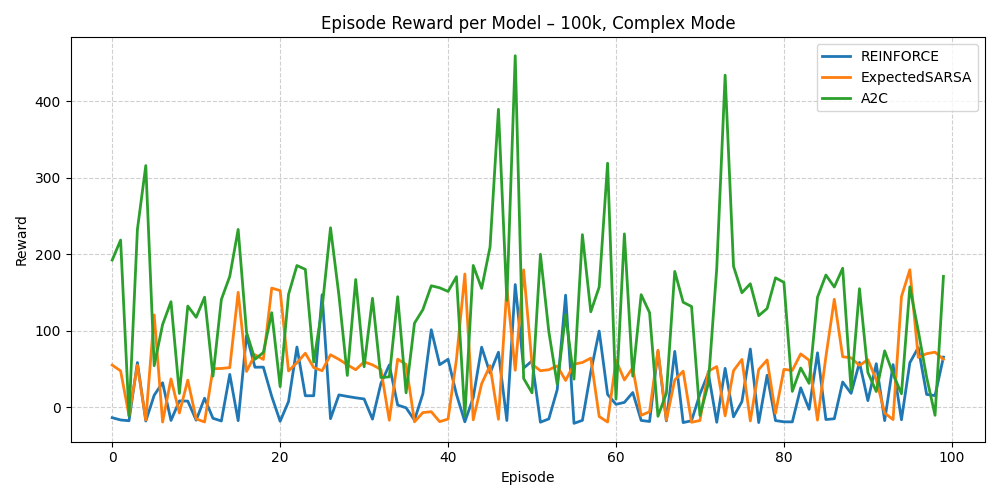 Episode Reward per Model – 100k, Complex Mode
REINFORCE
ExpectedSARSA
A2C
Reward
400
300
200
100
0
0
20
40
60
80
100
Episode